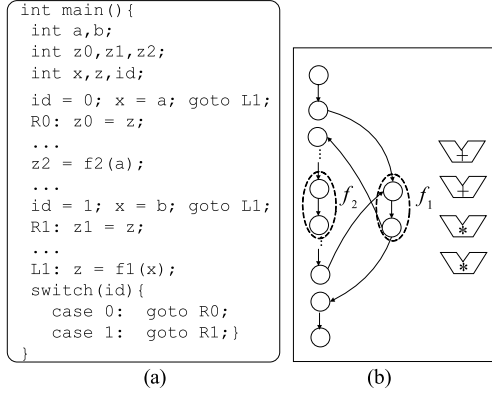 int main(){
int a,b;
int z0,z1,z2;
int x,z,id;
id = 0; x = a; goto L1;
R0: z0 = z;
...
z2 = f2(a);
...
id = 1; x = b; goto L1;
R1: z1 = z;
...
L1: z = f1(x);
switch(id){
case 0: goto R0;
case 1: goto R1;}
}
(a)
f2
f1
+
+
*
*
(b)